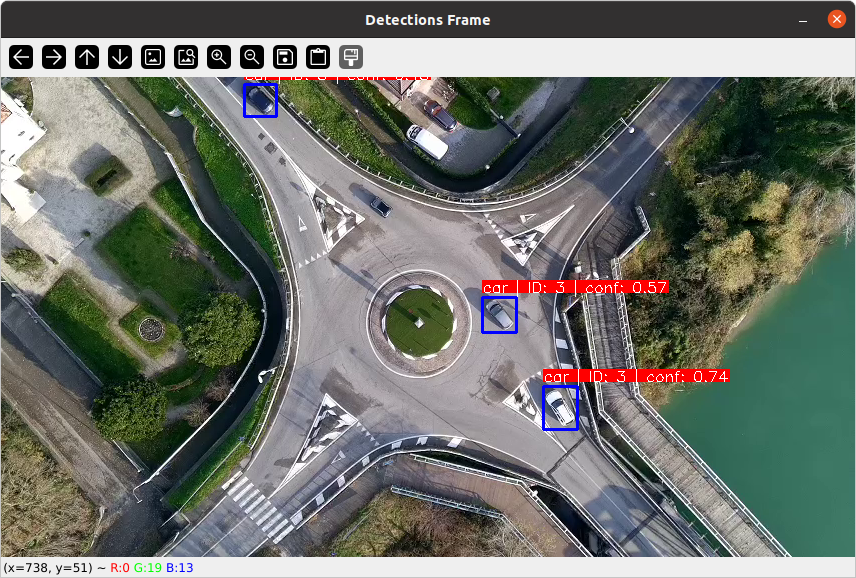 Detections Frame
car | ID: 3 | conf: 0.57
car | ID: 3 | conf: 0.74
(x=738, y=51) ~ R:0 G:19 B:13